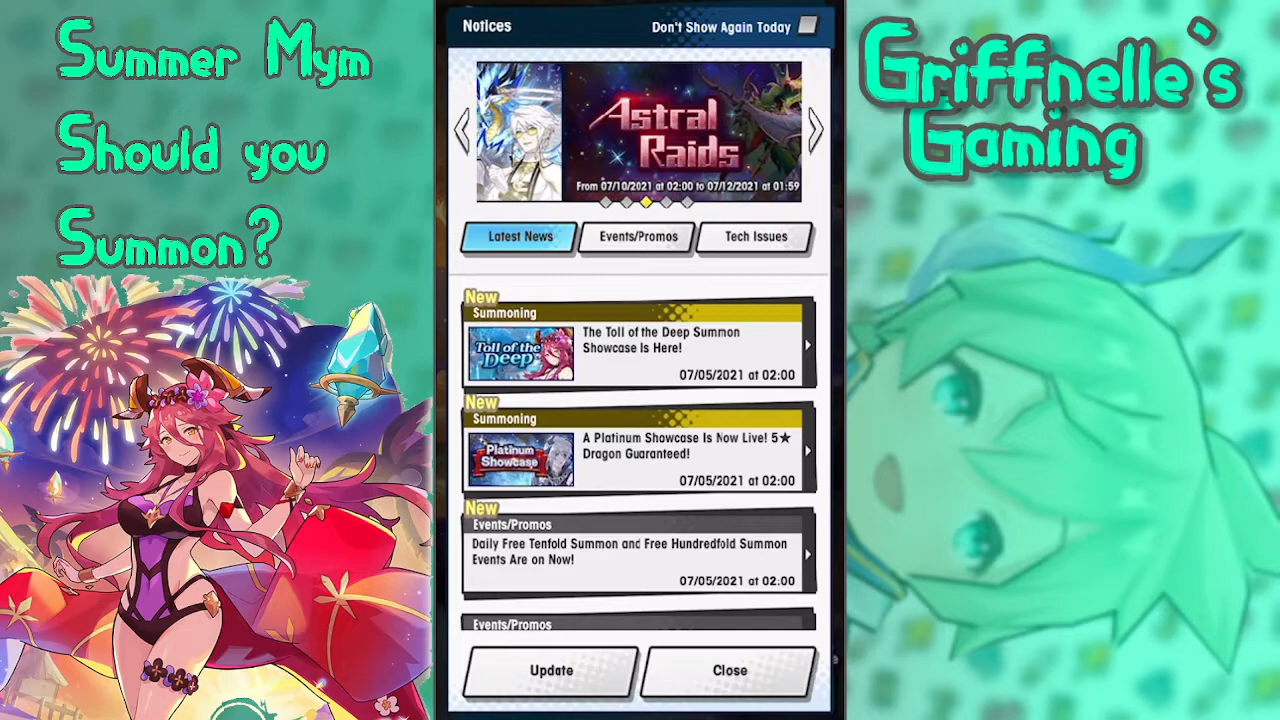 Summer Mym
Should you
Summon?
Notices
Don't Show Again Today
Astral
Raids
From 07/10/2021 at 02:00 to 07/12/2021 at 01:59
Latest News
Events/Promos
Tech Issues
New
Summoning
Toll of the
Deep
The Toll of the Deep Summon
Showcase Is Here!
07/05/2021 at 02:00
New
Summoning
Platinum
Showcase
A Platinum Showcase Is Now Live! 5★
Dragon Guaranteed!
07/05/2021 at 02:00
New
Events/Promos
Daily Free Tenfold Summon and Free Hundredfold Summon
Events Are on Now!
07/05/2021 at 02:00
Events/Promos
Update
Close
Griffnelle`s
Gaming